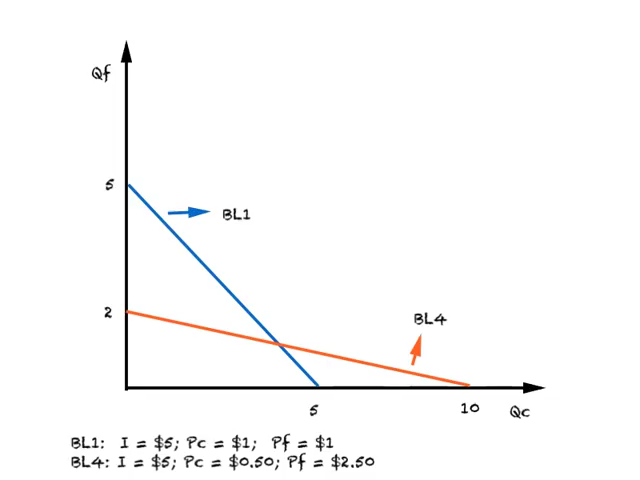 Qf
5
BL1
2
BL4
5
10
Qc
BL1: I = $5; Pc = $1; Pf = $1
BL4: I = $5; Pc = $0.50; Pf = $2.50